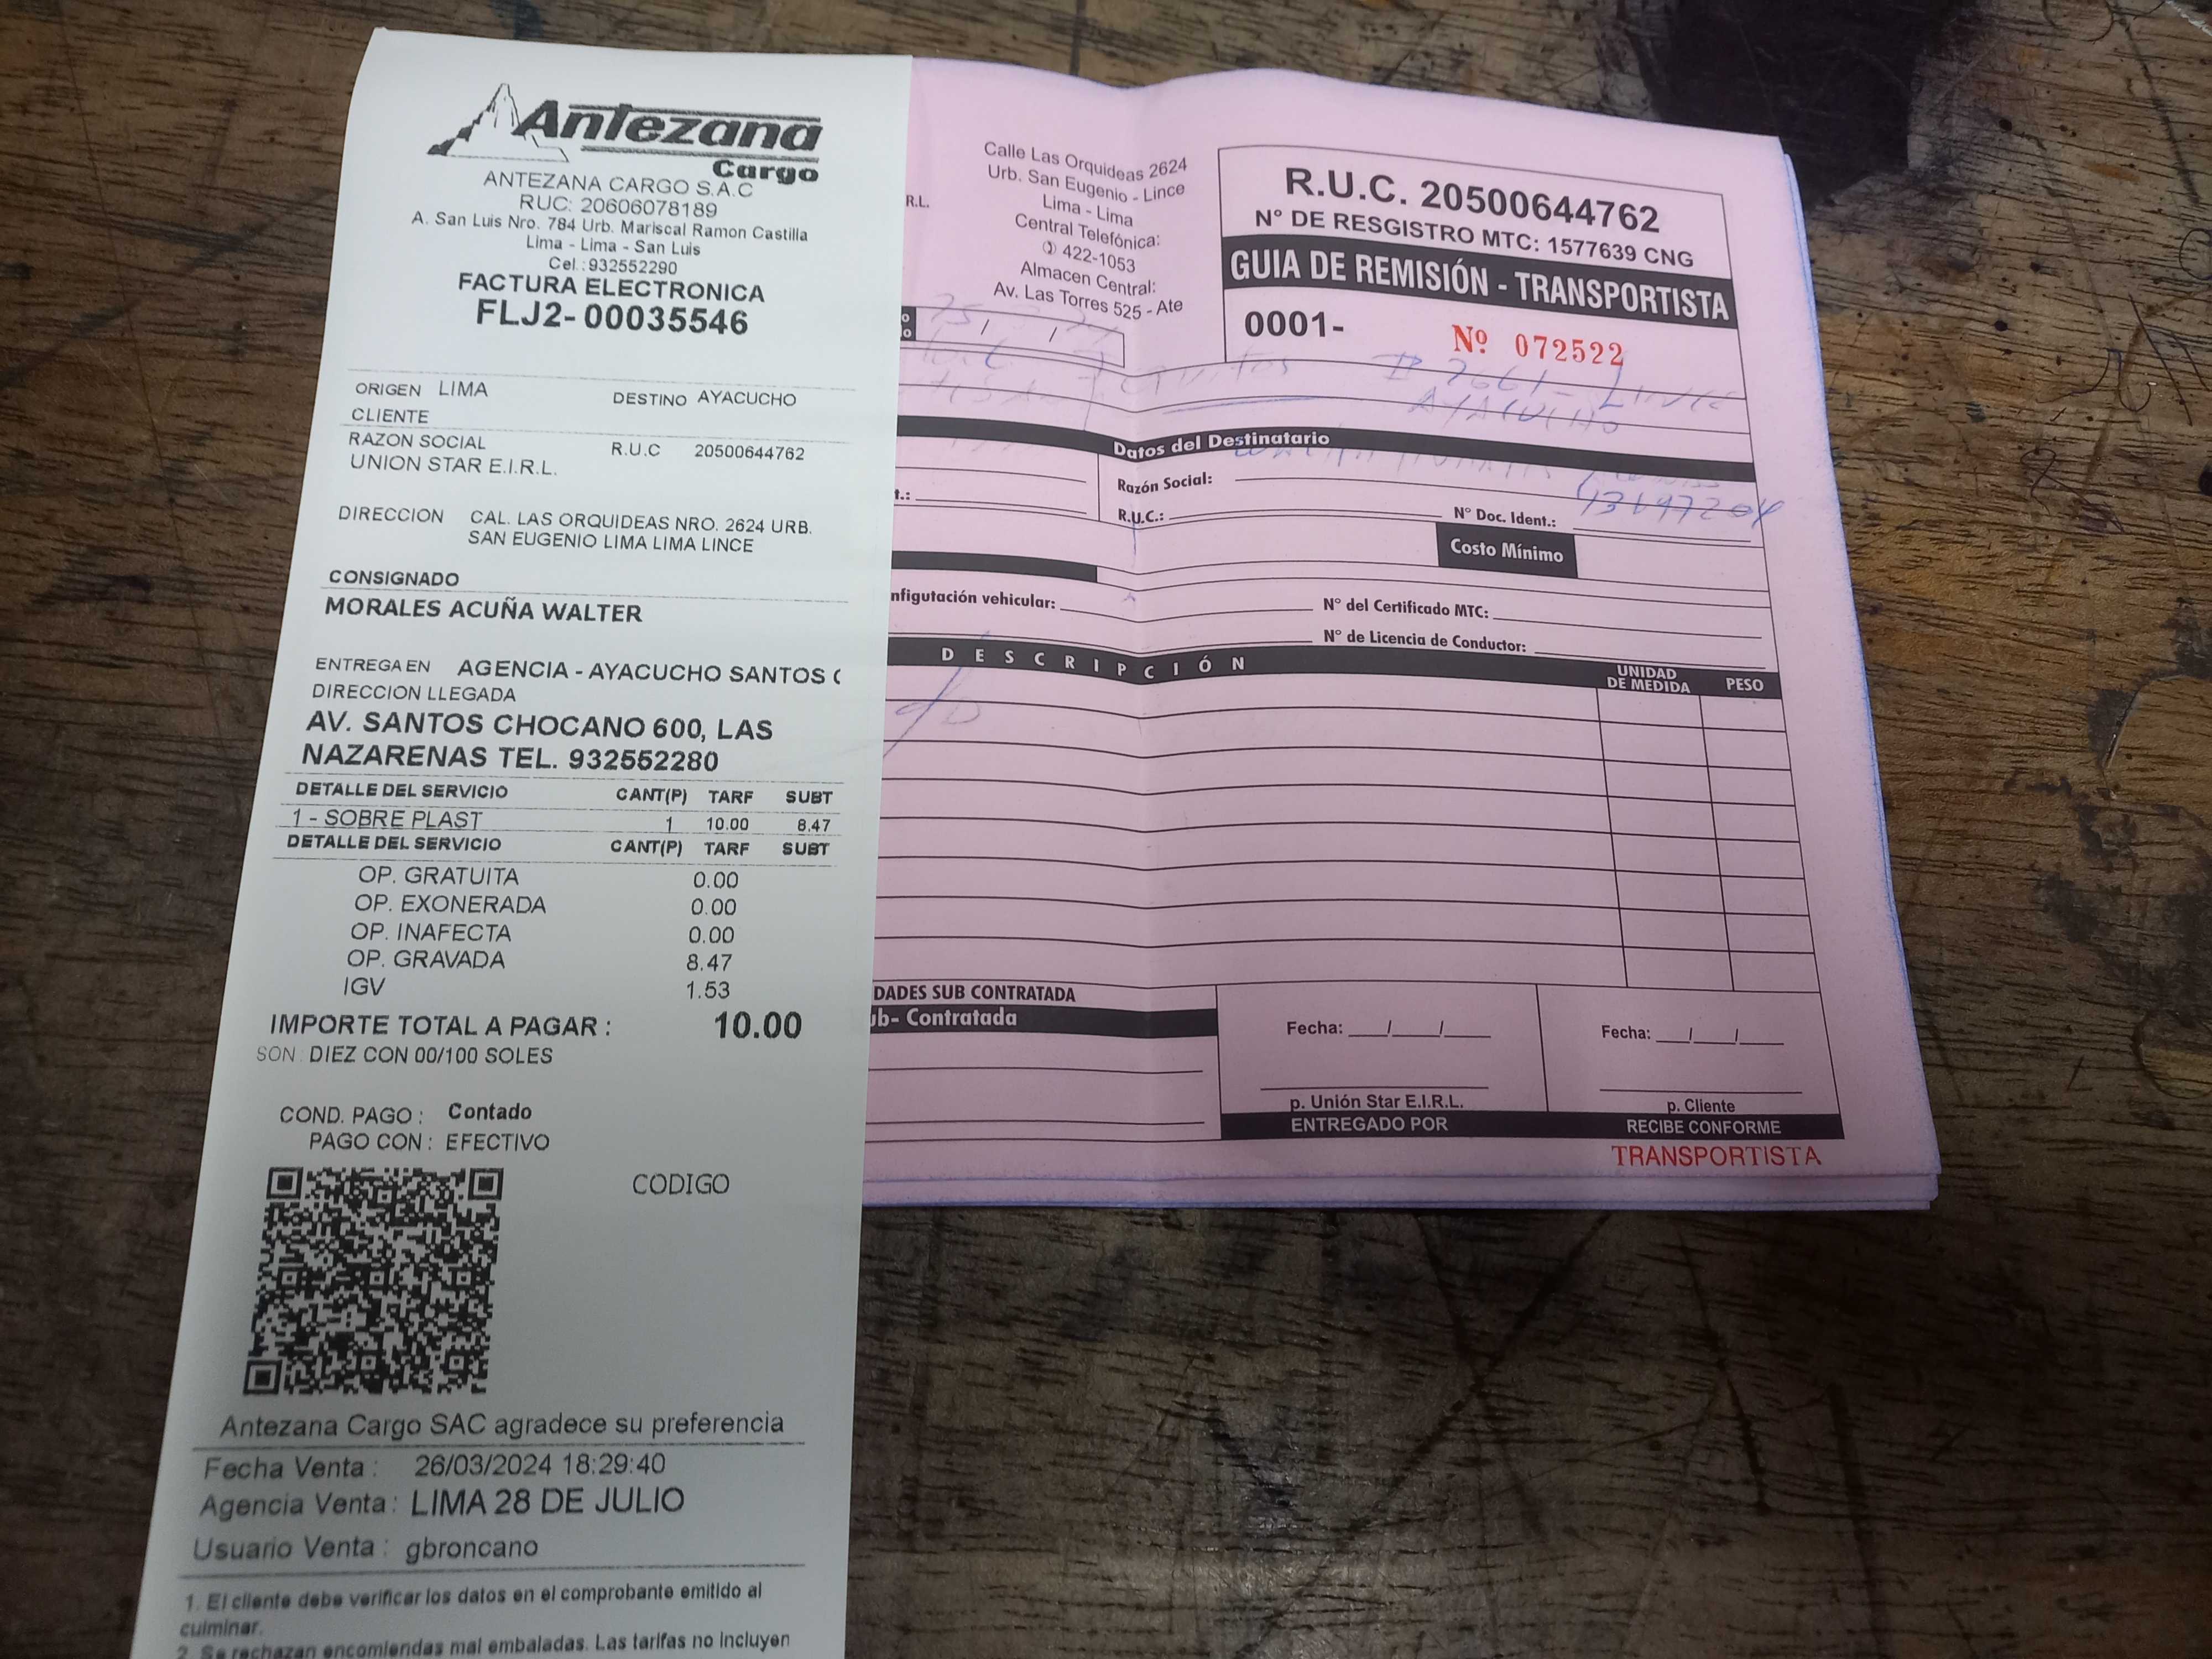 Antezana
Cargo
ANTEZANA CARGO S.A.C
RUC: 20606078189
A. San Luis Nro. 784 Urb. Mariscal Ramon Castilla
Lima - Lima - San Luis
Cel.:932552290
FACTURA ELECTRONICA
FLJ2- 00035546
ORIGEN LIMA DESTINO AYACUCHO
CLIENTE
RAZON SOCIAL R.U.C 20500644762
UNION STAR E.I.R.L.
DIRECCION CAL. LAS ORQUIDEAS NRO. 2624 URB.
SAN EUGENIO LIMA LIMA LINCE
CONSIGNADO
MORALES ACUÑA WALTER
ENTREGA EN AGENCIA - AYACUCHO SANTOS
DIRECCION LLEGADA
AV. SANTOS CHOCANO 600, LAS
NAZARENAS TEL. 932552280
DETALLE DEL SERVICIO CANT(P) TARF SUBT
1 - SOBRE PLAST 1 10.00 8.47
DETALLE DEL SERVICIO CANT(P) TARF SUBT
OP. GRATUITA 0.00
OP. EXONERADA 0.00
OP. INAFECTA 0.00
OP. GRAVADA 8.47
IGV 1.53
IMPORTE TOTAL A PAGAR : 10.00
SON : DIEZ CON 00/100 SOLES
COND. PAGO : Contado
PAGO CON : EFECTIVO
CODIGO
Antezana Cargo SAC agradece su preferencia
Fecha Venta : 26/03/2024 18:29:40
Agencia Venta : LIMA 28 DE JULIO
Usuario Venta : gbroncano
1. El cliente debe verificar los datos en el comprobante emitido al
culminar.
2. Se rechazan encomiendas mal embaladas. Las tarifas no incluyen
R.L.
Calle Las Orquideas 2624
Urb. San Eugenio - Lince
Lima - Lima
Central Telefónica:
422-1053
Almacen Central:
Av. Las Torres 525 - Ate
R.U.C. 20500644762
N° DE RESGISTRO MTC: 1577639 CNG
GUIA DE REMISIÓN - TRANSPORTISTA
0001- Nº 072522
AYACUCHO
Datos del Destinatario
Razón Social:
t.:
R.U.C.: N° Doc. Ident.:
Costo Mínimo
nfigutación vehicular: N° del Certificado MTC:
N° de Licencia de Conductor:
DESCRIPCIÓN UNIDAD DE MEDIDA PESO
DADES SUB CONTRATADA
ub- Contratada
Fecha: __/__/__ Fecha: __/__/__
p. Unión Star E.I.R.L. p. Cliente
ENTREGADO POR RECIBE CONFORME
TRANSPORTISTA